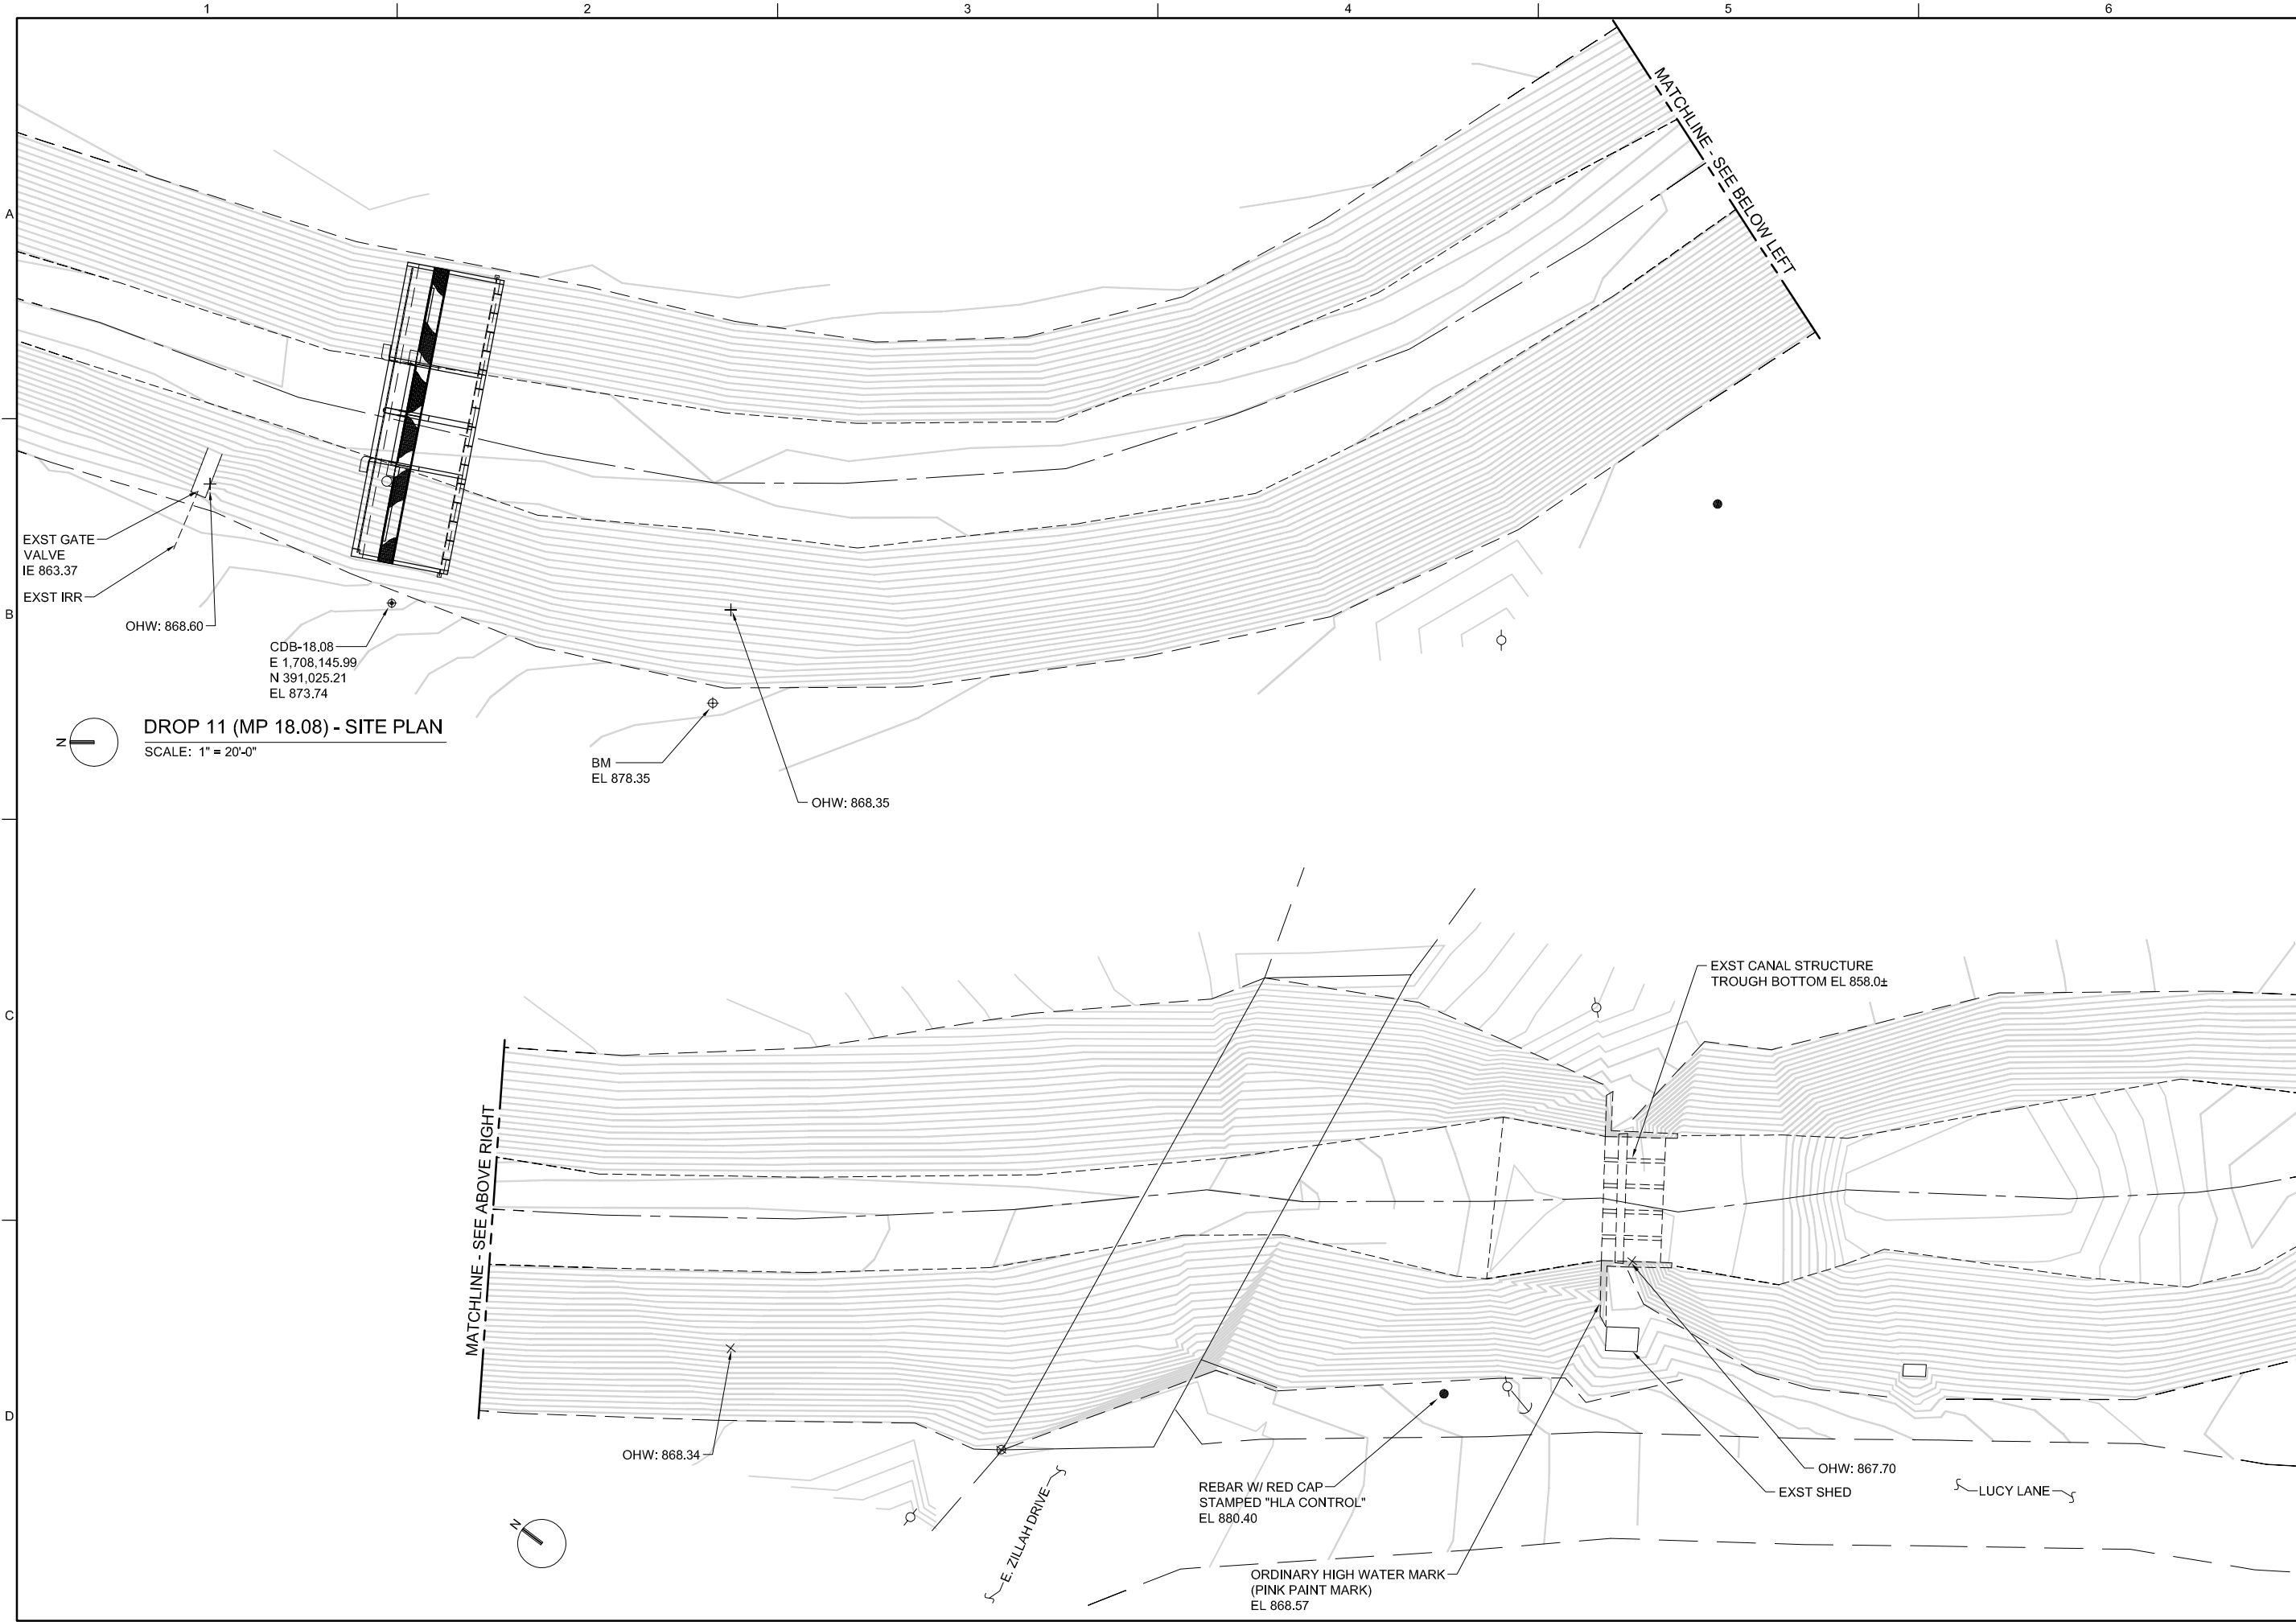 1 2 3 4 5 6
A
MATCHLINE - SEE BELOW LEFT
EXST GATE
VALVE
IE 863.37
EXST IRR
B
OHW: 868.60
CDB-18.08
E 1,708,145.99
N 391,025.21
EL 873.74
N
DROP 11 (MP 18.08) - SITE PLAN
SCALE: 1" = 20'-0"
BM
EL 878.35
OHW: 868.35
EXST CANAL STRUCTURE
TROUGH BOTTOM EL 858.0±
C
MATCHLINE - SEE ABOVE RIGHT
D
OHW: 868.34
OHW: 867.70
REBAR W/ RED CAP
STAMPED "HLA CONTROL"
EL 880.40
EXST SHED
LUCY LANE
N
E. ZILLAH DRIVE
ORDINARY HIGH WATER MARK
(PINK PAINT MARK)
EL 868.57